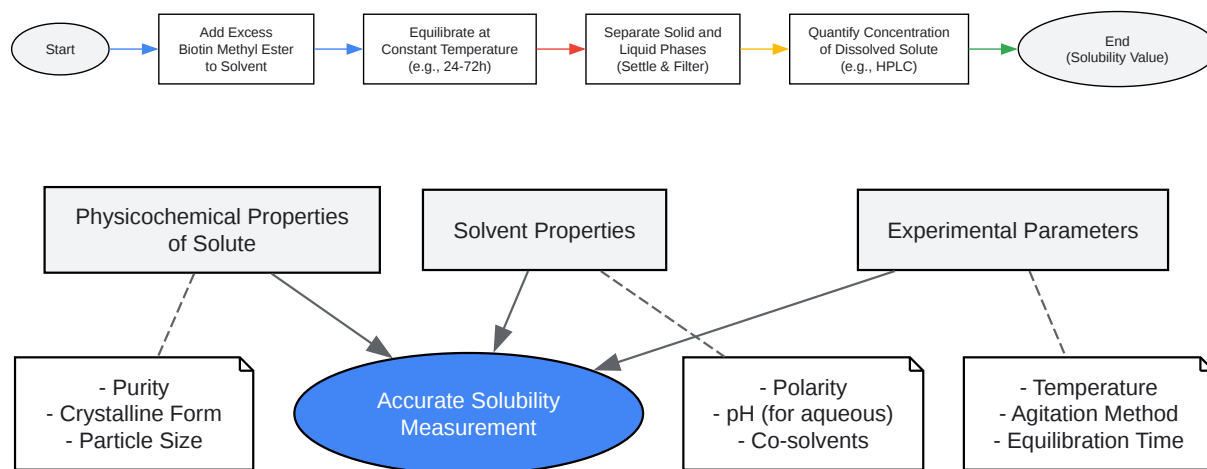 Start
Add Excess
Biotin Methyl Ester
to Solvent
Equilibrate at
Constant Temperature
(e.g., 24-72h)
Separate Solid and
Liquid Phases
(Settle & Filter)
Quantify Concentration
of Dissolved Solute
(e.g., HPLC)
End
(Solubility Value)
Physicochemical Properties
of Solute
Solvent Properties
Experimental Parameters
- Purity
- Crystalline Form
- Particle Size
Accurate Solubility
Measurement
- Polarity
- pH (for aqueous)
- Co-solvents
- Temperature
- Agitation Method
- Equilibration Time